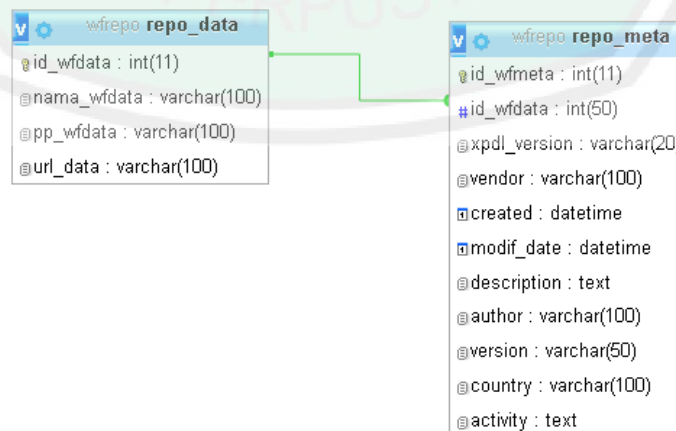 wfrepo repo_data
id_wfdata : int(11)
nama_wfdata : varchar(100)
pp_wfdata : varchar(100)
url_data : varchar(100)
wfrepo repo_meta
id_wfmeta : int(11)
# id_wfdata : int(50)
xpdl_version : varchar(20
vendor : varchar(100)
created : datetime
modif_date : datetime
description : text
author : varchar(100)
version : varchar(50)
country : varchar(100)
activity : text